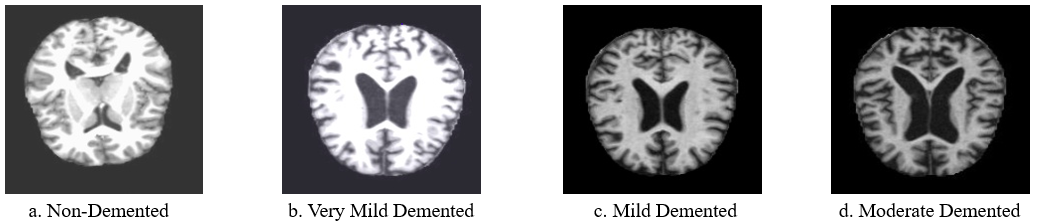 a. Non-Demented
b. Very Mild Demented
c. Mild Demented
d. Moderate Demented